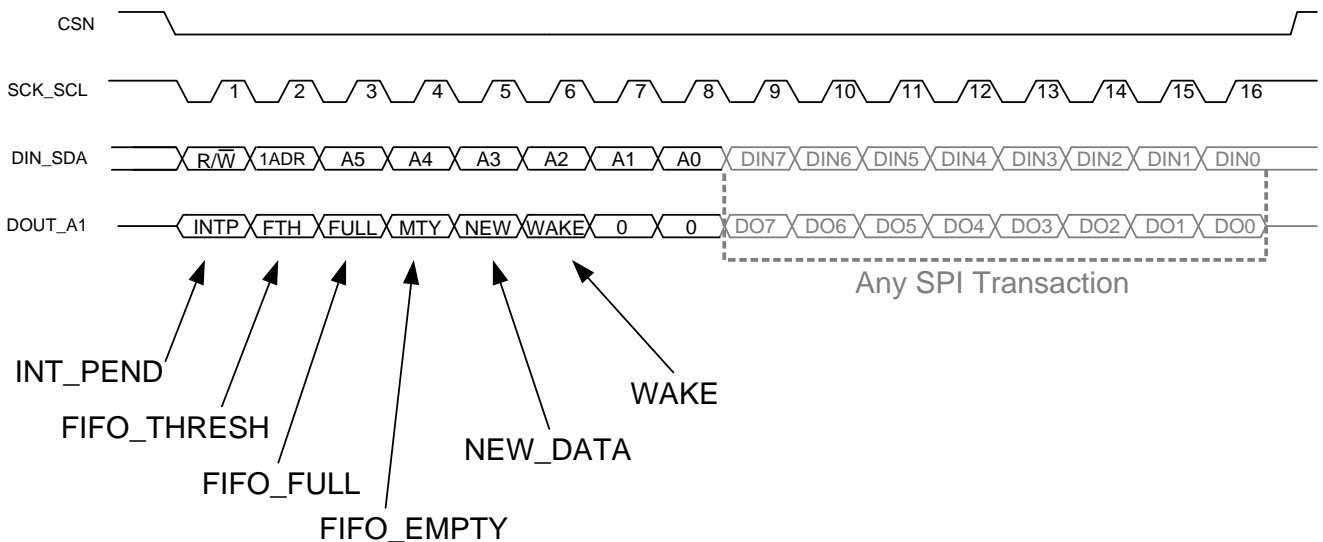 CSN
SCK_SCL 1 2 3 4 5 6 7 8 9 10 11 12 13 14 15 16
DIN_SDA R/W̅ 1ADR A5 A4 A3 A2 A1 A0 DIN7 DIN6 DIN5 DIN4 DIN3 DIN2 DIN1 DIN0
DOUT_A1 INTP FTH FULL MTY NEW WAKE 0 0 DO7 DO6 DO5 DO4 DO3 DO2 DO1 DO0
Any SPI Transaction
INT_PEND
WAKE
FIFO_THRESH
NEW_DATA
FIFO_FULL
FIFO_EMPTY